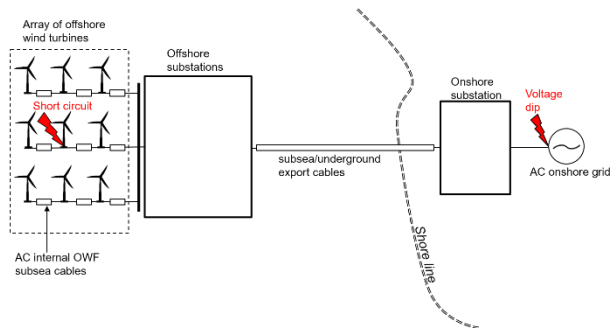 Array of offshore
wind turbines
Offshore
substations
Onshore
substation
Voltage
dip
Short circuit
subsea/underground
export cables
AC onshore grid
Shore line
AC internal OWF
subsea cables